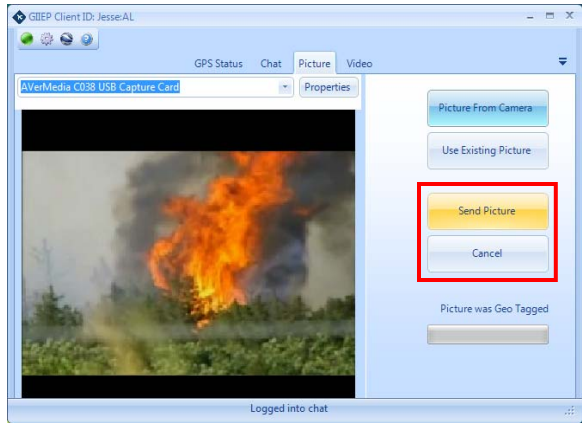 GIIEP Client ID: Jesse:AL
GPS Status Chat Picture Video
AVerMedia C038 USB Capture Card Properties
Picture From Camera
Use Existing Picture
Send Picture
Cancel
Picture was Geo Tagged
Logged into chat